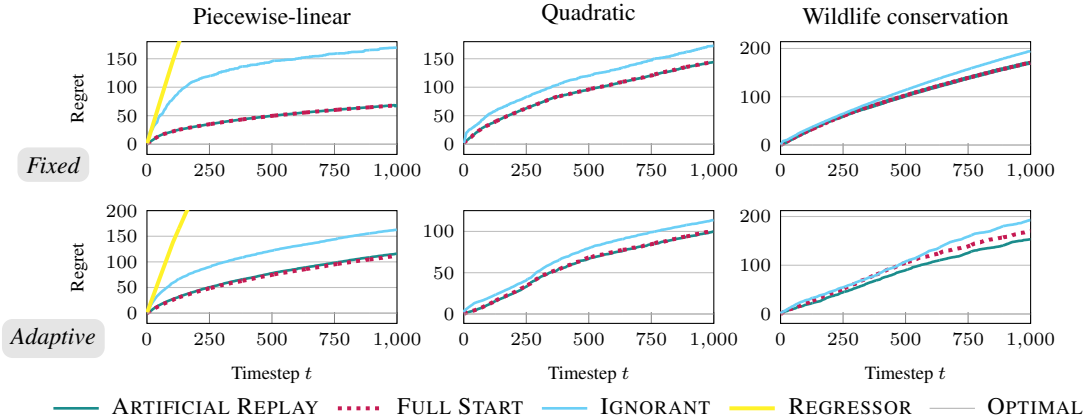 Piecewise-linear Quadratic Wildlife conservation
Regret
150
100
50
0
0 250 500 750 1,000
150
100
50
0
0 250 500 750 1,000
200
100
0
0 250 500 750 1,000
Fixed
Regret
200
150
100
50
0
0 250 500 750 1,000
100
50
0
0 250 500 750 1,000
200
100
0
0 250 500 750 1,000
Adaptive
Timestep t Timestep t Timestep t
ARTIFICIAL REPLAY FULL START IGNORANT REGRESSOR OPTIMAL